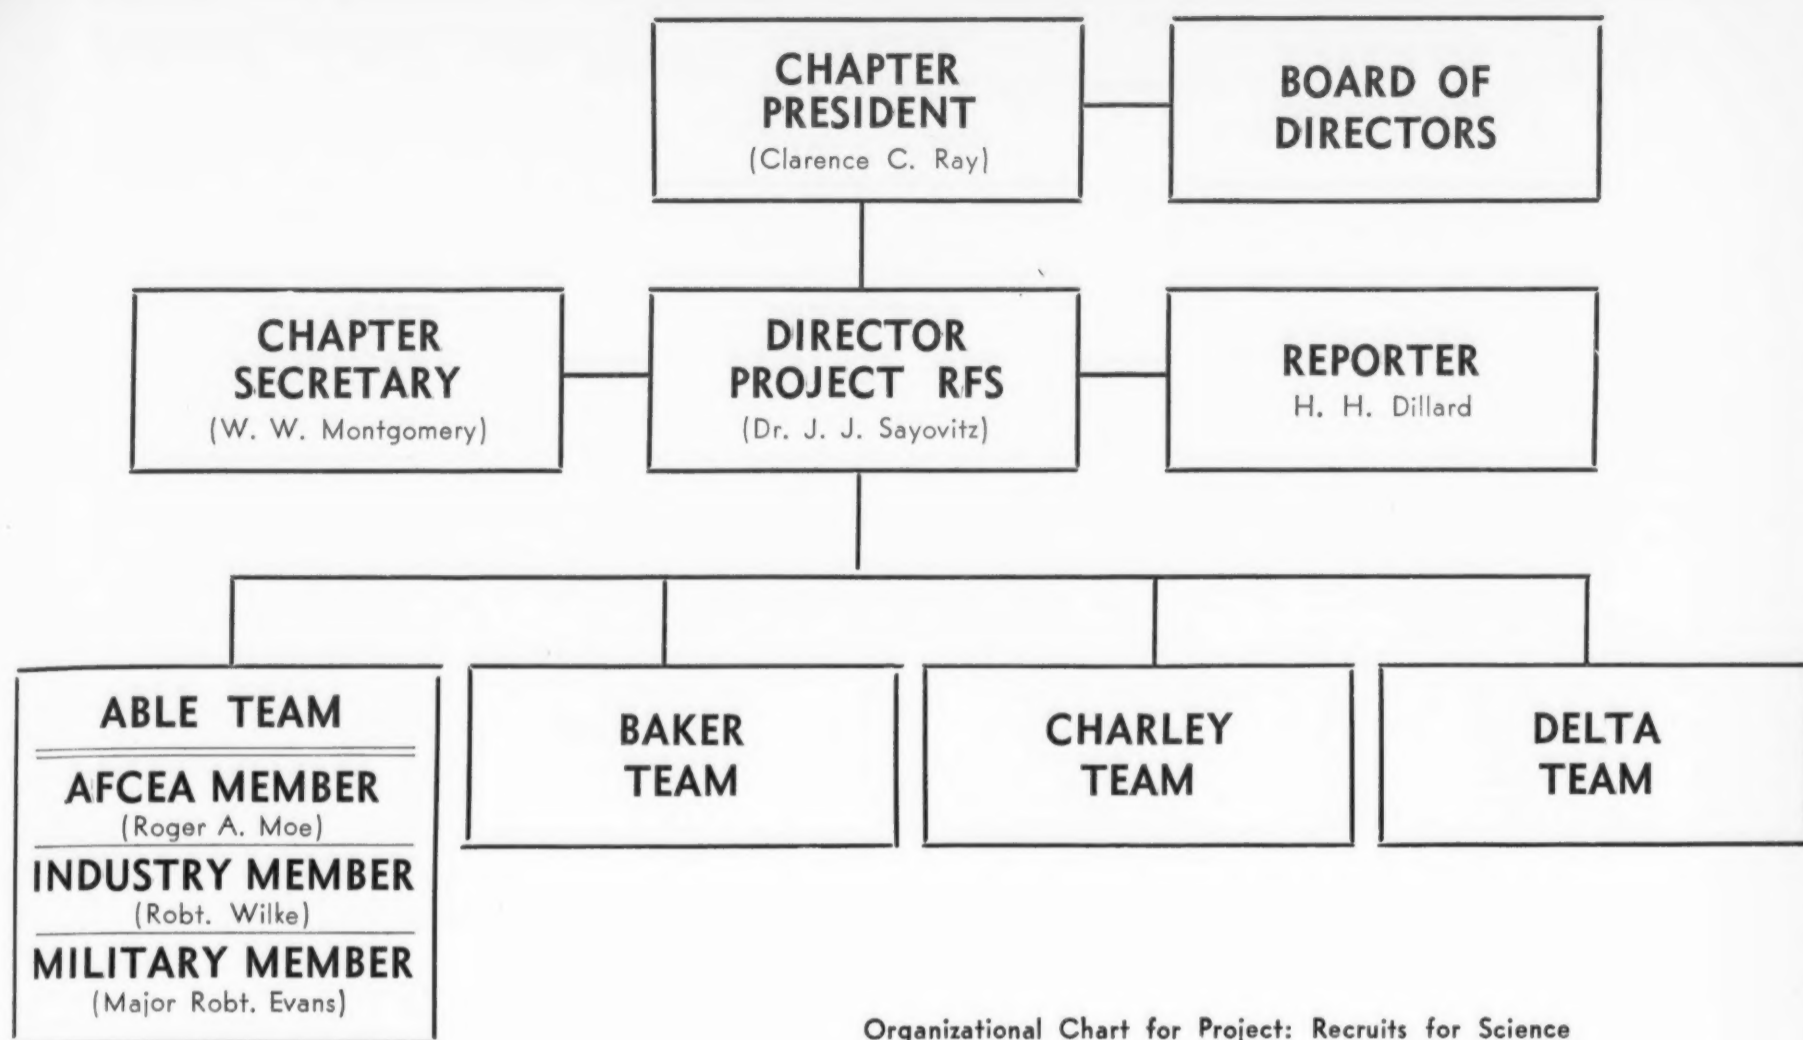 CHAPTER
PRESIDENT
(Clarence C. Ray)
BOARD OF
DIRECTORS
CHAPTER
SECRETARY
(W. W. Montgomery)
DIRECTOR
PROJECT RFS
(Dr. J. J. Sayovitz)
REPORTER
H. H. Dillard
ABLE TEAM
AFCEA MEMBER
(Roger A. Moe)
INDUSTRY MEMBER
(Robt. Wilke)
MILITARY MEMBER
(Major Robt. Evans)
BAKER
TEAM
CHARLEY
TEAM
DELTA
TEAM
Organizational Chart for Project: Recruits for Science